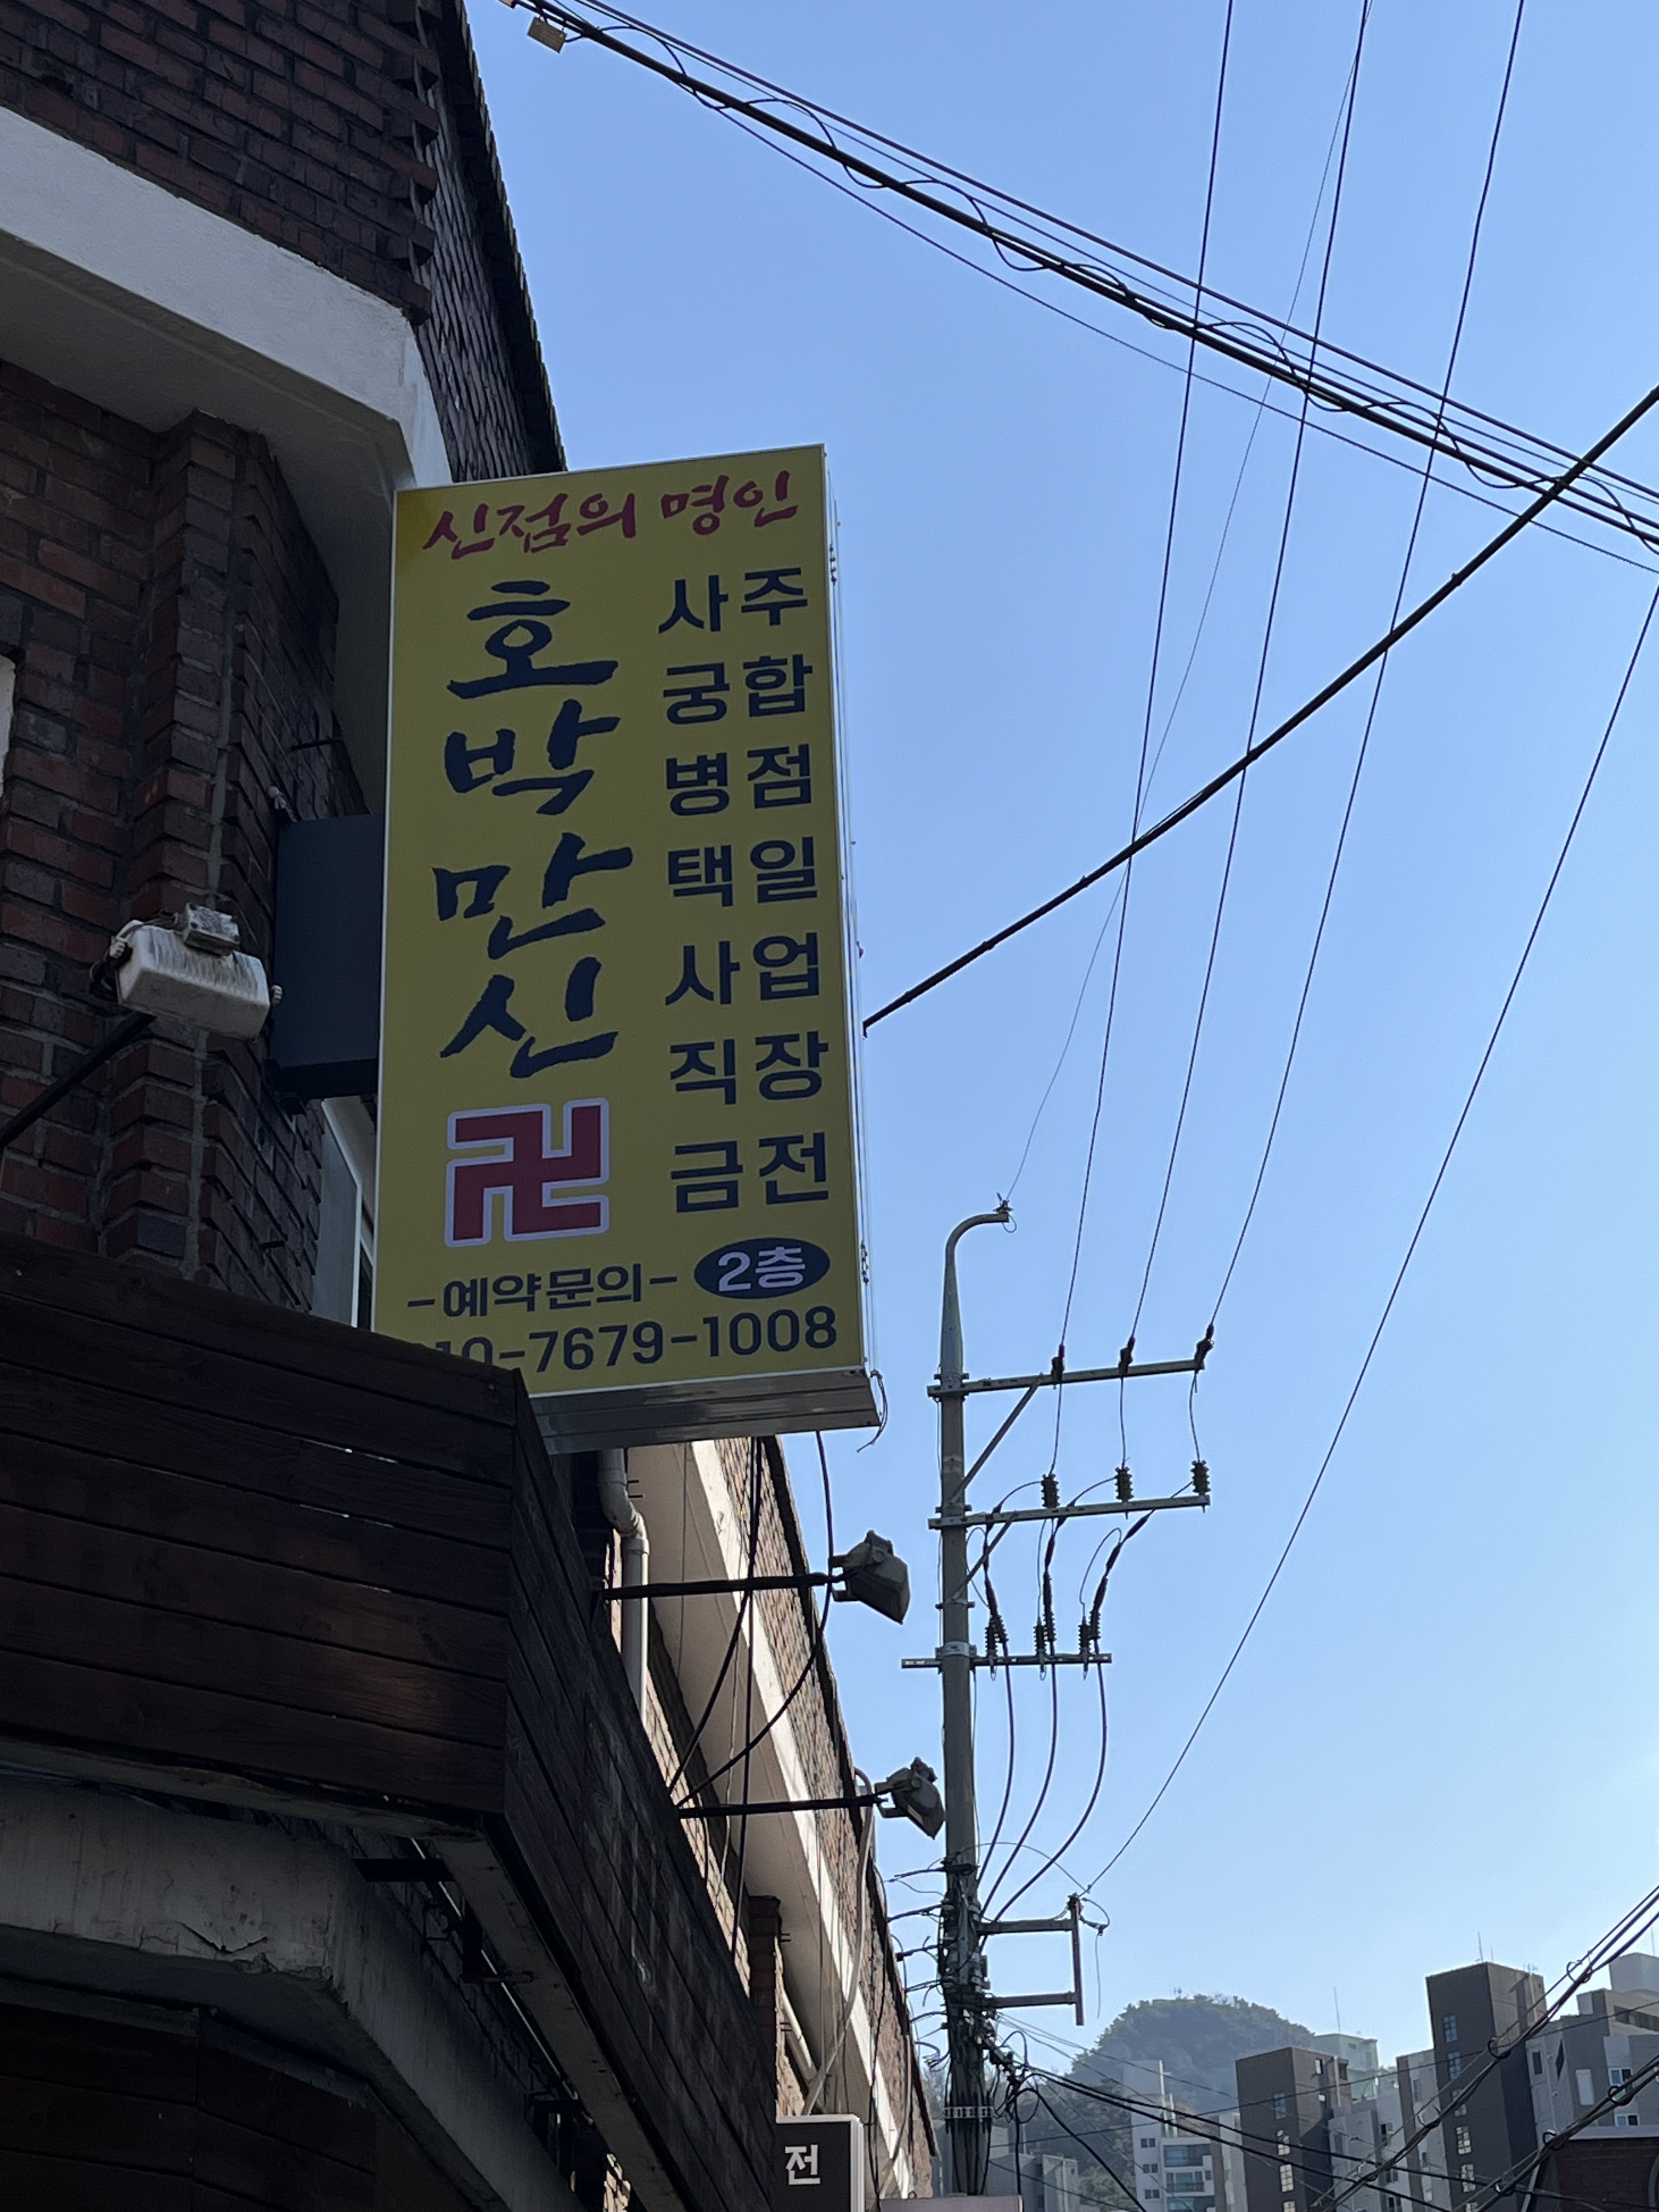 신점의 명인
호박만신
사주
궁합
병점
택일
사업
직장
금전
卍
-예약문의- 2층
010-7679-1008
전